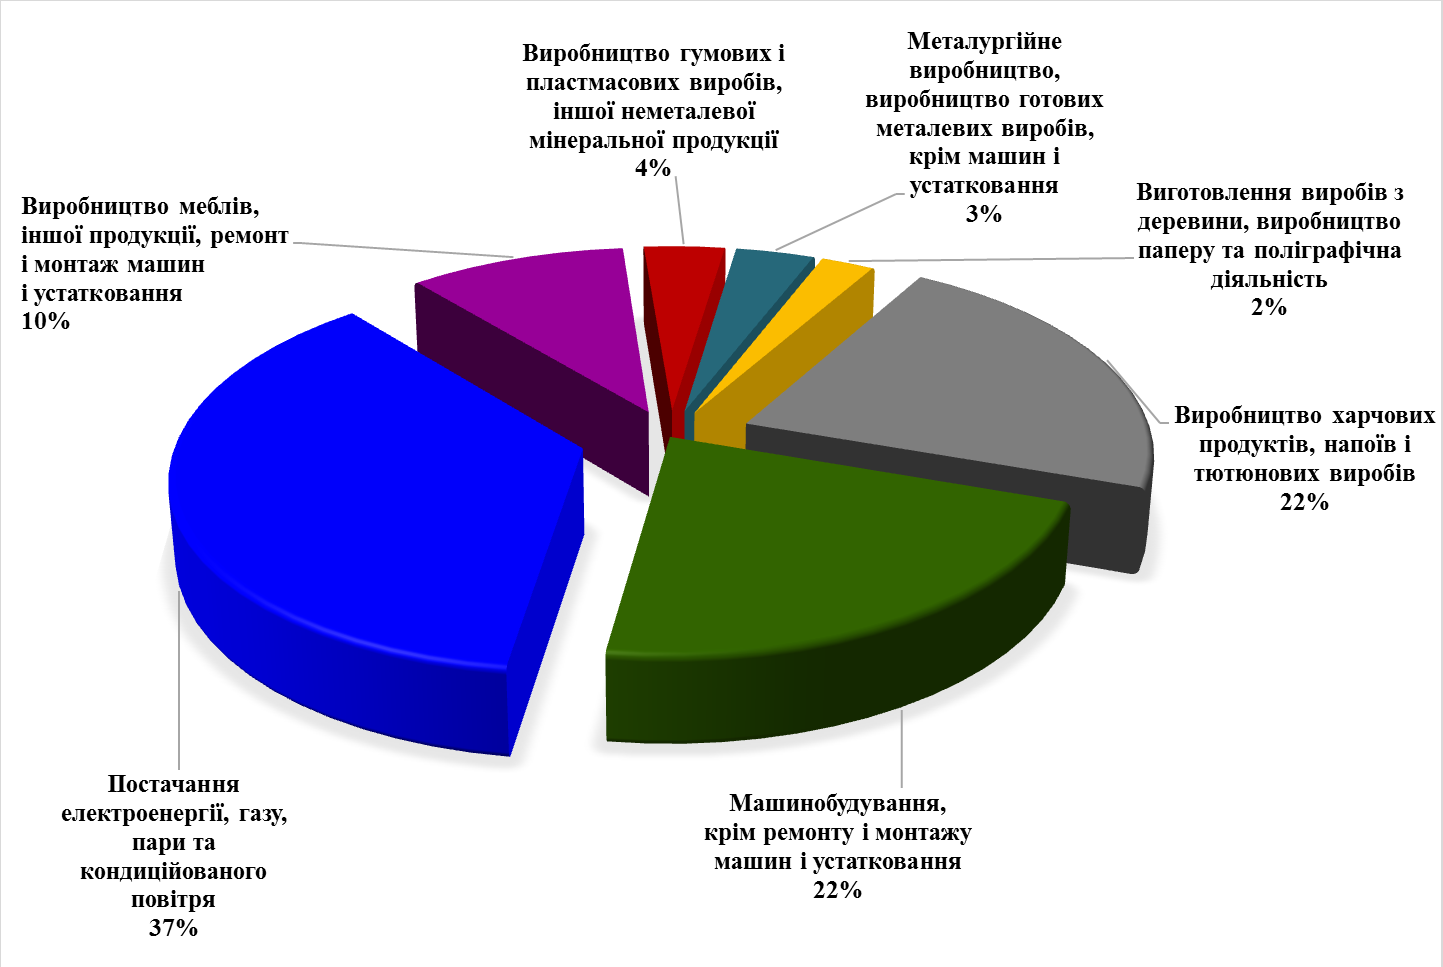 Виробництво гумових і
пластмасових виробів,
іншої неметалевої
мінеральної продукції
4%
Металургійне
виробництво,
виробництво готових
металевих виробів,
крім машин і
устатковання
3%
Виготовлення виробів з
деревини, виробництво
паперу та поліграфічна
діяльність
2%
Виробництво меблів,
іншої продукції, ремонт
і монтаж машин
і устатковання
10%
Виробництво харчових
продуктів, напоїв і
тютюнових виробів
22%
Постачання
електроенергії, газу,
пари та
кондиційованого
повітря
37%
Машинобудування,
крім ремонту і монтажу
машин і устатковання
22%